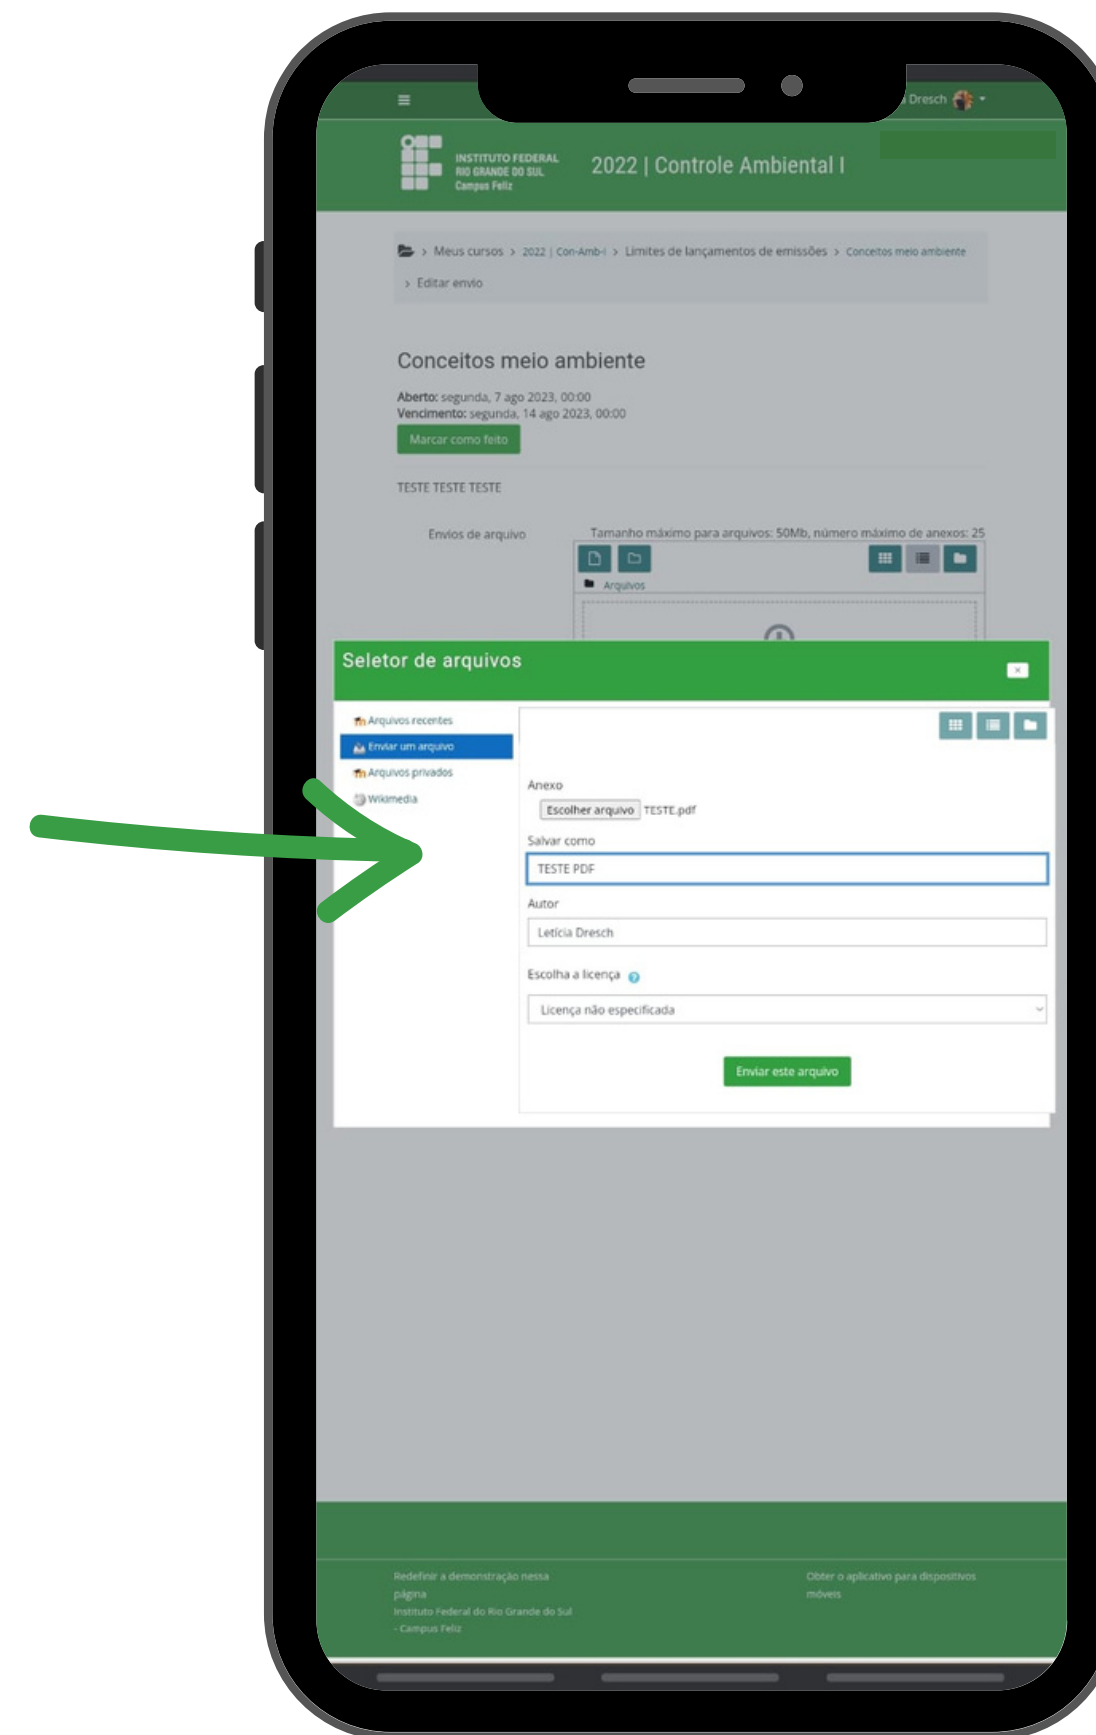 Dresch
INSTITUTO FEDERAL
RIO GRANDE DO SUL
Campus Feliz
2022 | Controle Ambiental I
> Meus cursos > 2022 | Con-Amb-I > Limites de lançamentos de emissões > Conceitos meio ambiente
> Editar envio
Conceitos meio ambiente
Aberto: segunda, 7 ago 2023, 00:00
Vencimento: segunda, 14 ago 2023, 00:00
Marcar como feito
TESTE TESTE TESTE
Envios de arquivo
Tamanho máximo para arquivos: 50Mb, número máximo de anexos: 25
Arquivos
Seletor de arquivos
Arquivos recentes
Enviar um arquivo
Arquivos privados
Wikimedia
Anexo
Escolher arquivo TESTE.pdf
Salvar como
TESTE PDF
Autor
Letícia Dresch
Escolha a licença
Licença não especificada
Enviar este arquivo
Redefinir a demonstração nessa
página
Instituto Federal do Rio Grande do Sul
- Campus Feliz
Obter o aplicativo para dispositivos
móveis